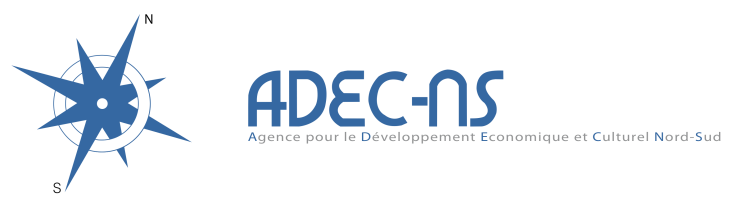 N
ADEC-NS
Agence pour le Développement Economique et Culturel Nord-Sud
S